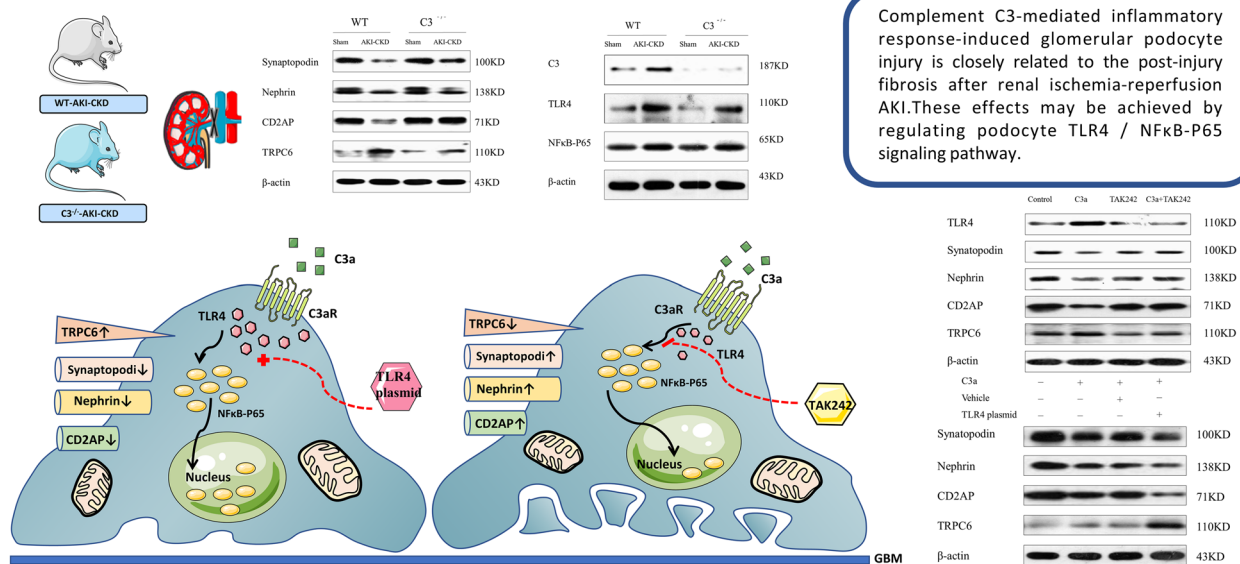 WT-AKI-CKD
C3-/--AKI-CKD
WT C3-/-
Sham AKI-CKD Sham AKI-CKD
Synaptopodin 100KD
Nephrin 138KD
CD2AP 71KD
TRPC6 110KD
β-actin 43KD
WT C3-/-
Sham AKI-CKD Sham AKI-CKD
C3 187KD
TLR4 110KD
NFκB-P65 65KD
β-actin 43KD
Complement C3-mediated inflammatory
response-induced glomerular podocyte
injury is closely related to the post-injury
fibrosis after renal ischemia-reperfusion
AKI.These effects may be achieved by
regulating podocyte TLR4 / NFκB-P65
signaling pathway.
C3a
C3aR
TLR4
TRPC6↑
Synaptopodi↓
Nephrin↓
CD2AP↓
NFκB-P65
Nucleus
TLR4
plasmid
C3a
C3aR
TLR4
TRPC6↓
Synaptopodi↑
Nephrin↑
CD2AP↑
NFκB-P65
Nucleus
TAK242
GBM
Control C3a TAK242 C3a+TAK242
TLR4 110KD
Synatopodin 100KD
Nephrin 138KD
CD2AP 71KD
TRPC6 110KD
β-actin 43KD
C3a − + + +
Vehicle − − + −
TLR4 plasmid − − − +
Synatopodin 100KD
Nephrin 138KD
CD2AP 71KD
TRPC6 110KD
β-actin 43KD